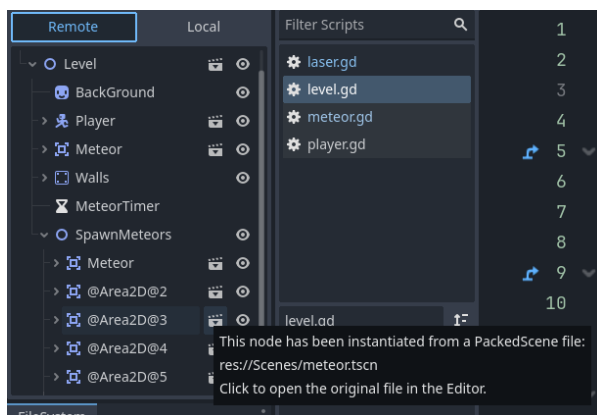 Remote
Local
Level
BackGround
Player
Meteor
Walls
MeteorTimer
SpawnMeteors
Meteor
@Area2D@2
@Area2D@3
@Area2D@4
@Area2D@5
FileSystem
Filter Scripts
laser.gd
level.gd
meteor.gd
player.gd
level.gd
This node has been instantiated from a PackedScene file:
res://Scenes/meteor.tscn
Click to open the original file in the Editor.
1
2
3
4
5
6
7
8
9
10